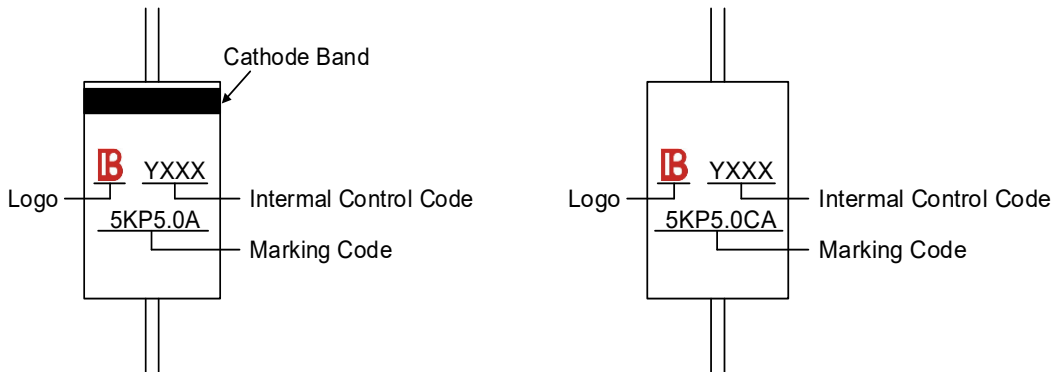 Cathode Band
B YXXX
Logo Intermal Control Code
5KP5.0A
Marking Code
B YXXX
Logo Intermal Control Code
5KP5.0CA
Marking Code